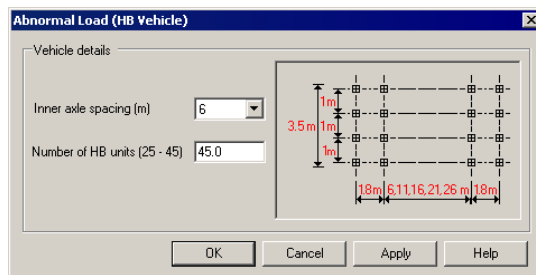 Abnormal Load (HB Vehicle)
Vehicle details
Inner axle spacing (m) 6
Number of HB units (25 - 45) 45.0
1m
3.5 m 1m
1m
1.8m 6,11,16,21,26 m 1.8m
OK Cancel Apply Help